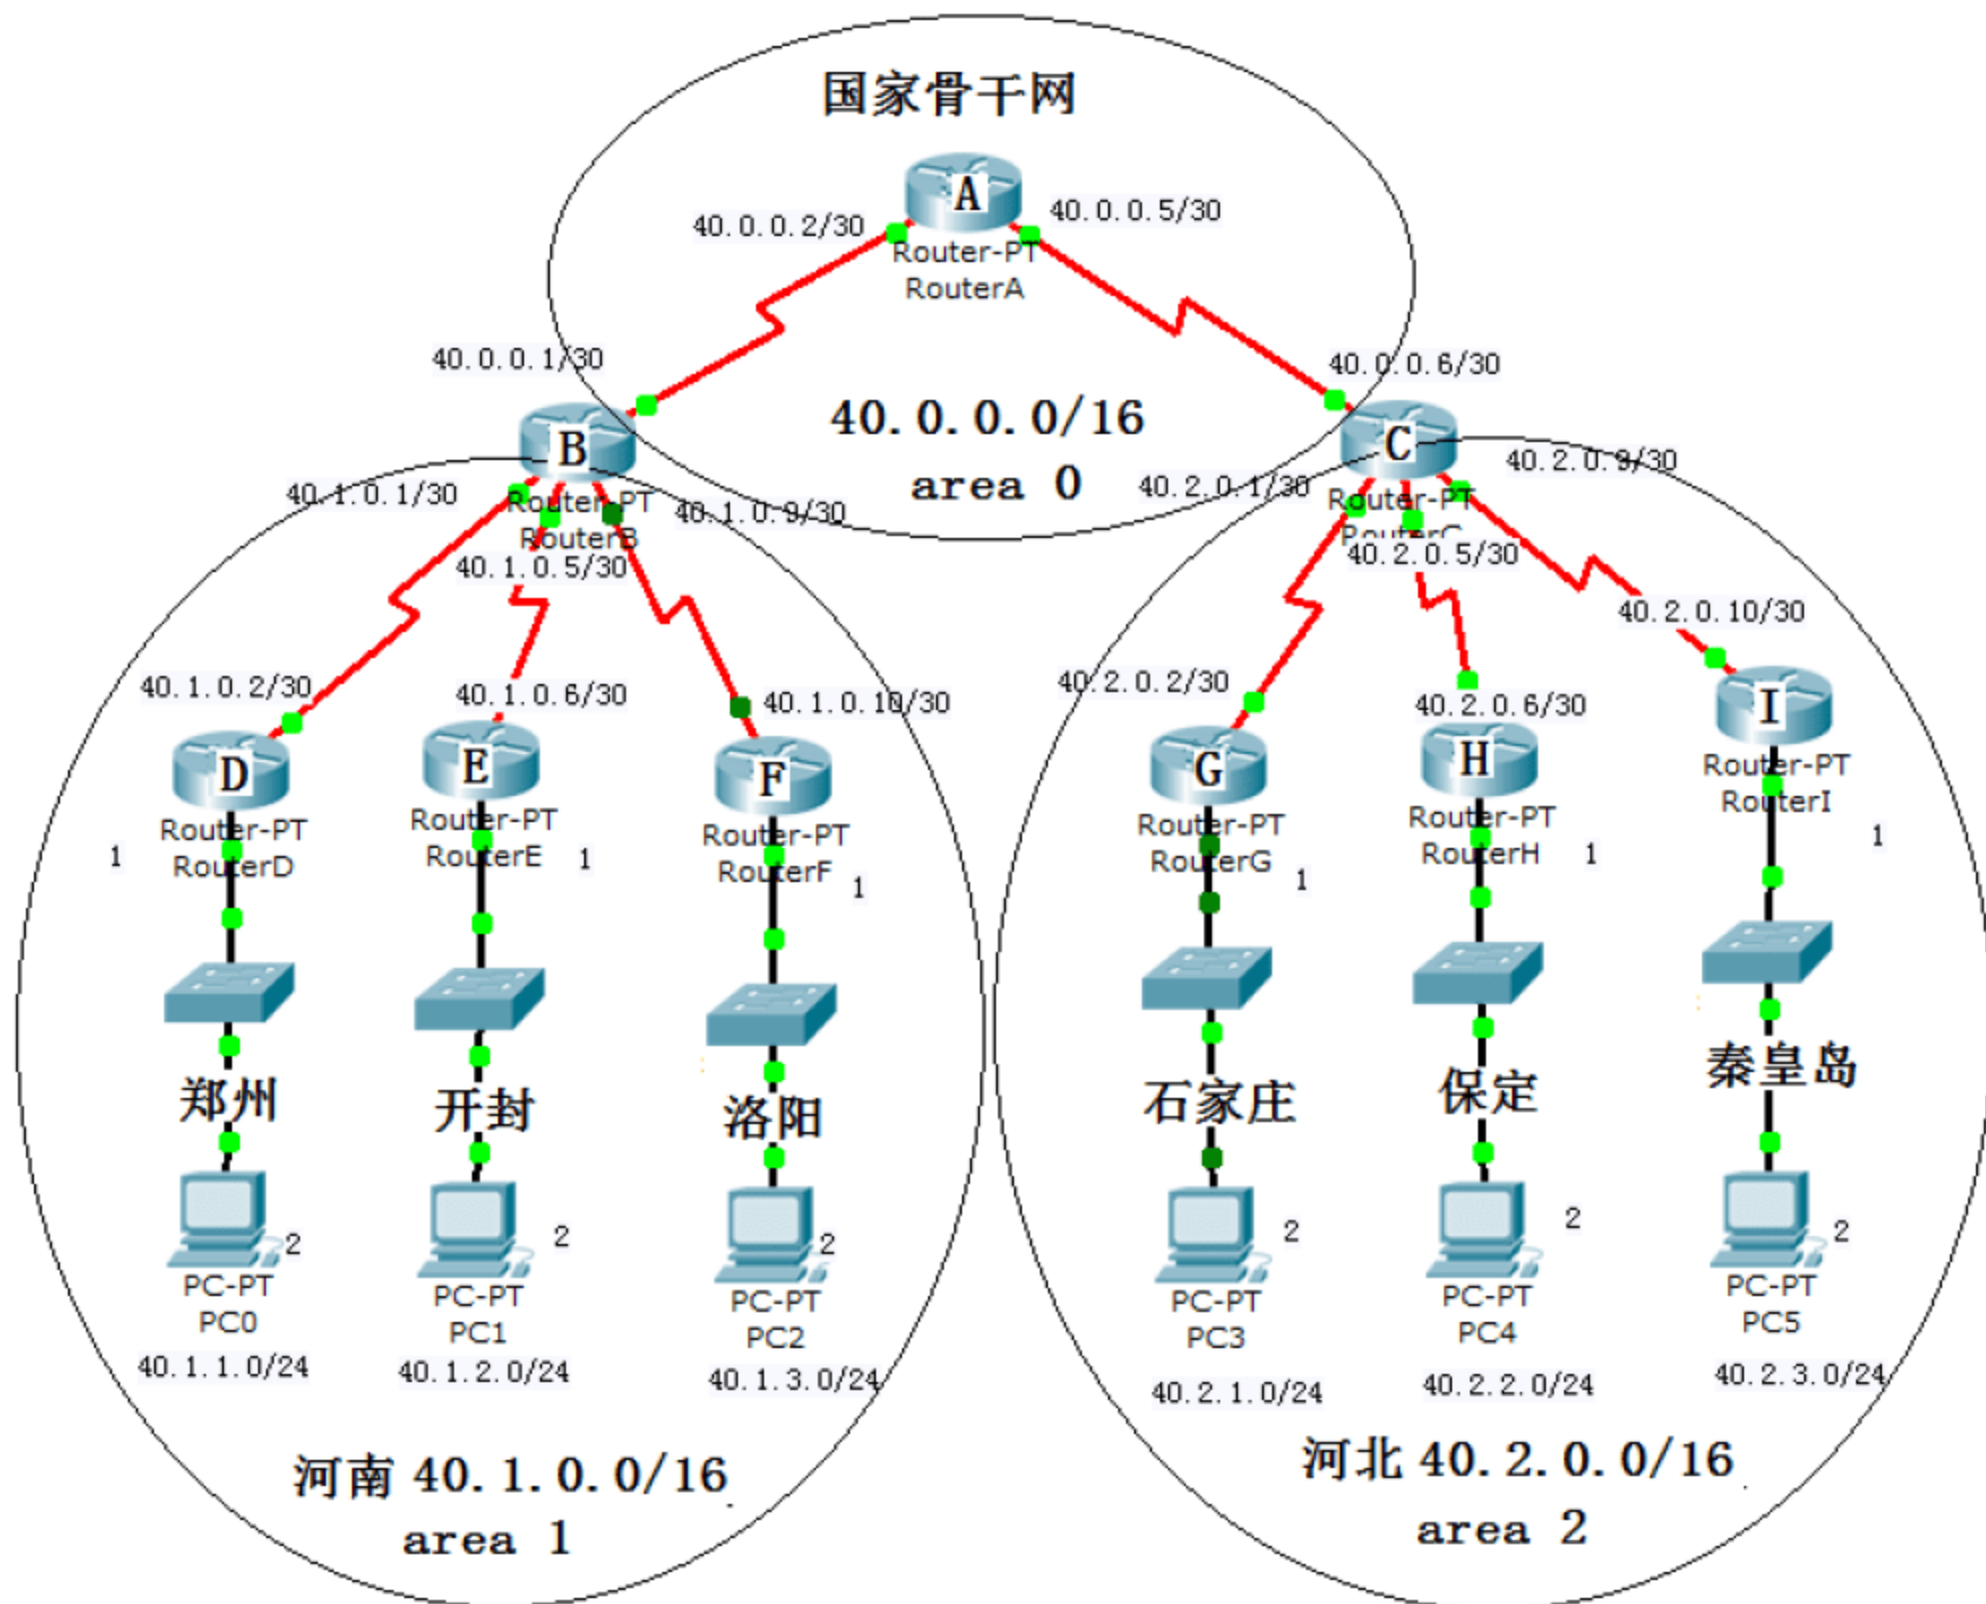 国家骨干网
A
40.0.0.2/30
40.0.0.5/30
Router-PT
RouterA
40.0.0.1/30
40.0.0.6/30
40.0.0.0/16
area 0
B
Router-PT
RouterB
C
Router-PT
RouterC
40.1.0.1/30
40.1.0.9/30
40.1.0.5/30
40.2.0.1/30
40.2.0.9/30
40.2.0.5/30
40.1.0.2/30
40.1.0.6/30
40.1.0.10/30
40.2.0.2/30
40.2.0.6/30
40.2.0.10/30
D
Router-PT
RouterD
1
E
Router-PT
RouterE
1
F
Router-PT
RouterF
1
G
Router-PT
RouterG
1
H
Router-PT
RouterH
1
I
Router-PT
RouterI
1
郑州
开封
洛阳
石家庄
保定
秦皇岛
2
PC-PT
PC0
40.1.1.0/24
2
PC-PT
PC1
40.1.2.0/24
2
PC-PT
PC2
40.1.3.0/24
2
PC-PT
PC3
40.2.1.0/24
2
PC-PT
PC4
40.2.2.0/24
2
PC-PT
PC5
40.2.3.0/24
河南 40.1.0.0/16
area 1
河北 40.2.0.0/16
area 2